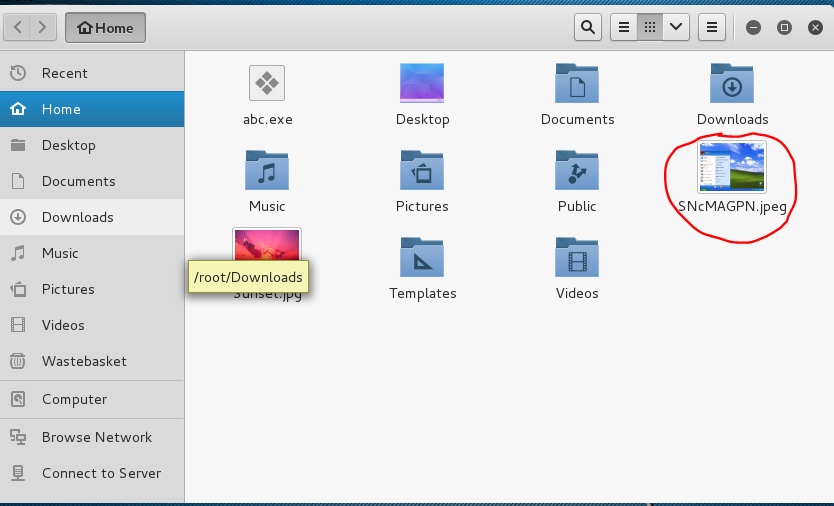 Home
Recent
Home
Desktop
Documents
Downloads
Music
Pictures
Videos
Wastebasket
Computer
Browse Network
Connect to Server
abc.exe
Desktop
Documents
Downloads
Music
Pictures
Public
SNcMAGPN.jpeg
/root/Downloads
Sunset.jpg
Templates
Videos